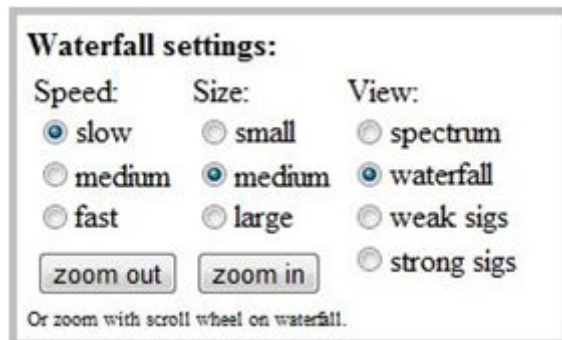 Waterfall settings:
Speed: Size: View:
slow small spectrum
medium medium waterfall
fast large weak sigs
zoom out zoom in strong sigs
Or zoom with scroll wheel on waterfall.